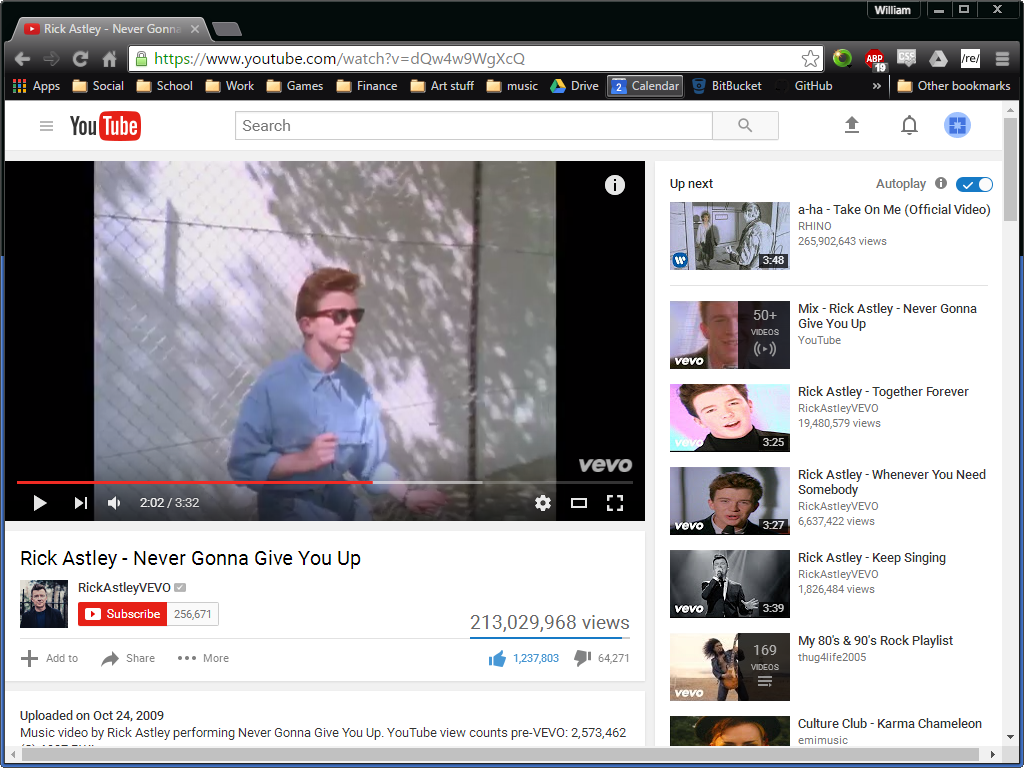 William
Rick Astley - Never Gonna
https://www.youtube.com/watch?v=dQw4w9WgXcQ
ABP
19
CSS
/re/
Apps
Social
School
Work
Games
Finance
Art stuff
music
Drive
2
Calendar
BitBucket
GitHub
»
Other bookmarks
YouTube
Search
vevo
2:02 / 3:32
Rick Astley - Never Gonna Give You Up
RickAstleyVEVO
Subscribe
256,671
213,029,968 views
Add to
Share
More
1,237,803
64,271
Uploaded on Oct 24, 2009
Music video by Rick Astley performing Never Gonna Give You Up. YouTube view counts pre-VEVO: 2,573,462
Up next
Autoplay
3:48
a-ha - Take On Me (Official Video)
RHINO
265,902,643 views
50+
VIDEOS
vevo
Mix - Rick Astley - Never Gonna
Give You Up
YouTube
vevo
3:25
Rick Astley - Together Forever
RickAstleyVEVO
19,480,579 views
vevo
3:27
Rick Astley - Whenever You Need
Somebody
RickAstleyVEVO
6,637,422 views
vevo
3:39
Rick Astley - Keep Singing
RickAstleyVEVO
1,826,484 views
169
VIDEOS
vevo
My 80's & 90's Rock Playlist
thug4life2005
Culture Club - Karma Chameleon
emimusic